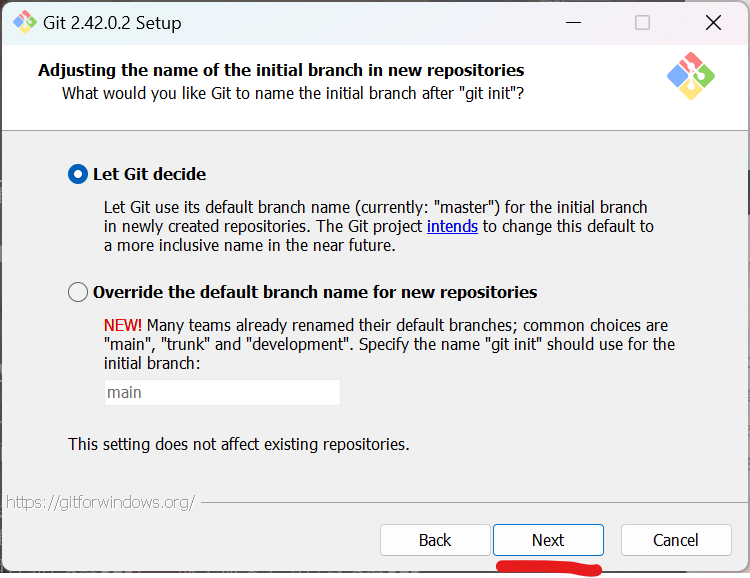 Git 2.42.0.2 Setup
Adjusting the name of the initial branch in new repositories
What would you like Git to name the initial branch after "git init"?
Let Git decide
Let Git use its default branch name (currently: "master") for the initial branch
in newly created repositories. The Git project intends to change this default to
a more inclusive name in the near future.
Override the default branch name for new repositories
NEW! Many teams already renamed their default branches; common choices are
"main", "trunk" and "development". Specify the name "git init" should use for the
initial branch:
main
This setting does not affect existing repositories.
https://gitforwindows.org/
Back
Next
Cancel